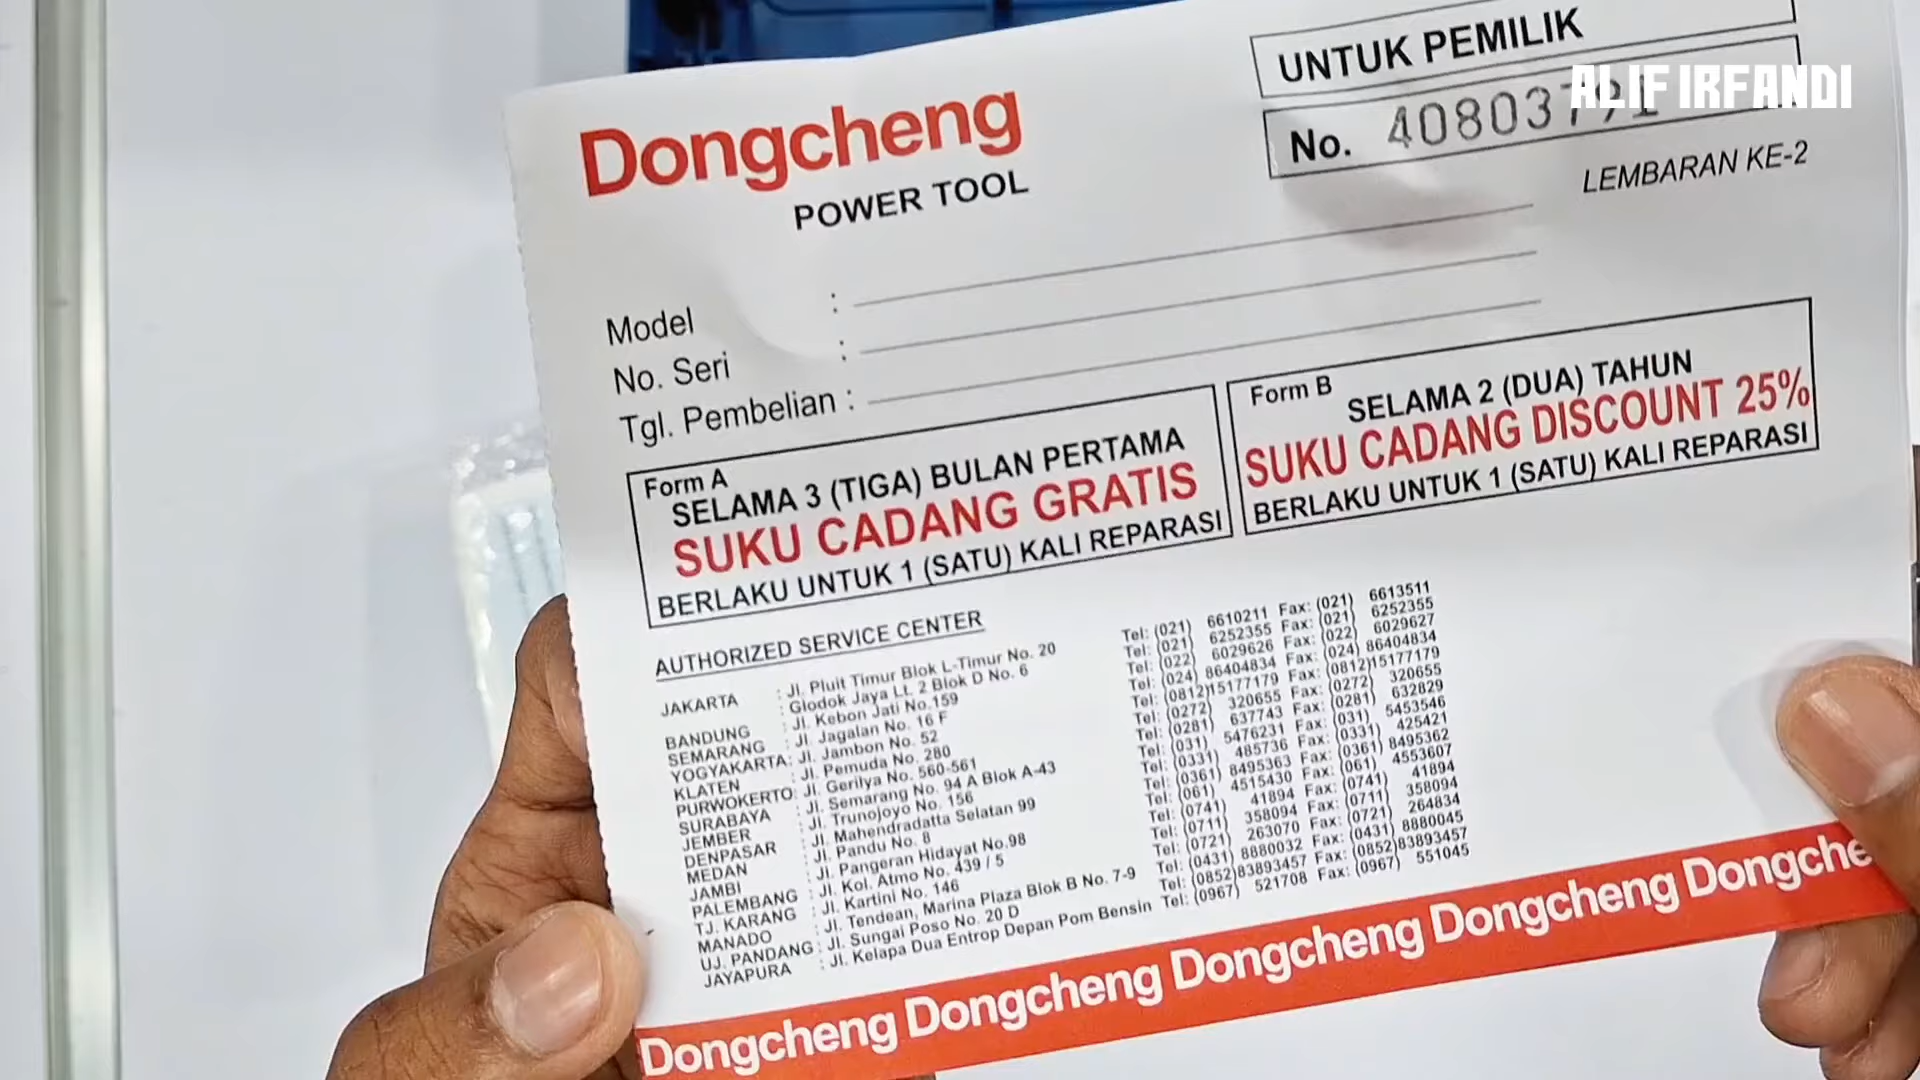 UNTUK PEMILIK
ALIF IRFANDI
No. 40803791
LEMBARAN KE-2
Dongcheng
POWER TOOL
Model :
No. Seri :
Tgl. Pembelian :
Form A
SELAMA 3 (TIGA) BULAN PERTAMA
SUKU CADANG GRATIS
BERLAKU UNTUK 1 (SATU) KALI REPARASI
Form B
SELAMA 2 (DUA) TAHUN
SUKU CADANG DISCOUNT 25%
BERLAKU UNTUK 1 (SATU) KALI REPARASI
AUTHORIZED SERVICE CENTER
JAKARTA : Jl. Pluit Timur Blok L-Timur No. 20 Tel: (021) 6610211 Fax: (021) 6613511
: Glodok Jaya Lt. 2 Blok D No. 6 Tel: (021) 6252355 Fax: (021) 6252355
BANDUNG : Jl. Kebon Jati No.159 Tel: (022) 6029626 Fax: (022) 6029627
SEMARANG : Jl. Jagalan No. 16 F Tel: (024) 86404834 Fax: (024) 86404834
YOGYAKARTA : Jl. Jambon No. 52 Tel: (0812)15177179 Fax: (0812)15177179
KLATEN : Jl. Pemuda No. 280 Tel: (0272) 320655 Fax: (0272) 320655
PURWOKERTO : Jl. Gerilya No. 560-561 Tel: (0281) 637743 Fax: (0281) 632829
SURABAYA : Jl. Semarang No. 94 A Blok A-43 Tel: (031) 5476231 Fax: (031) 5453546
JEMBER : Jl. Trunojoyo No. 156 Tel: (0331) 485736 Fax: (0331) 425421
DENPASAR : Jl. Mahendradatta Selatan 99 Tel: (0361) 8495363 Fax: (0361) 8495362
MEDAN : Jl. Pandu No. 8 Tel: (061) 4515430 Fax: (061) 4553607
JAMBI : Jl. Pangeran Hidayat No.98 Tel: (0741) 41894 Fax: (0741) 41894
PALEMBANG : Jl. Kol. Atmo No. 439 / 5 Tel: (0711) 358094 Fax: (0711) 358094
TJ. KARANG : Jl. Kartini No. 146 Tel: (0721) 263070 Fax: (0721) 264834
MANADO : Jl. Tendean, Marina Plaza Blok B No. 7-9 Tel: (0431) 8880032 Fax: (0431) 8880045
UJ. PANDANG : Jl. Sungai Poso No. 20 D Tel: (0852)83893457 Fax: (0852)83893457
JAYAPURA : Jl. Kelapa Dua Entrop Depan Pom Bensin Tel: (0967) 521708 Fax: (0967) 551045
Dongcheng Dongcheng Dongcheng Dongcheng Dongche